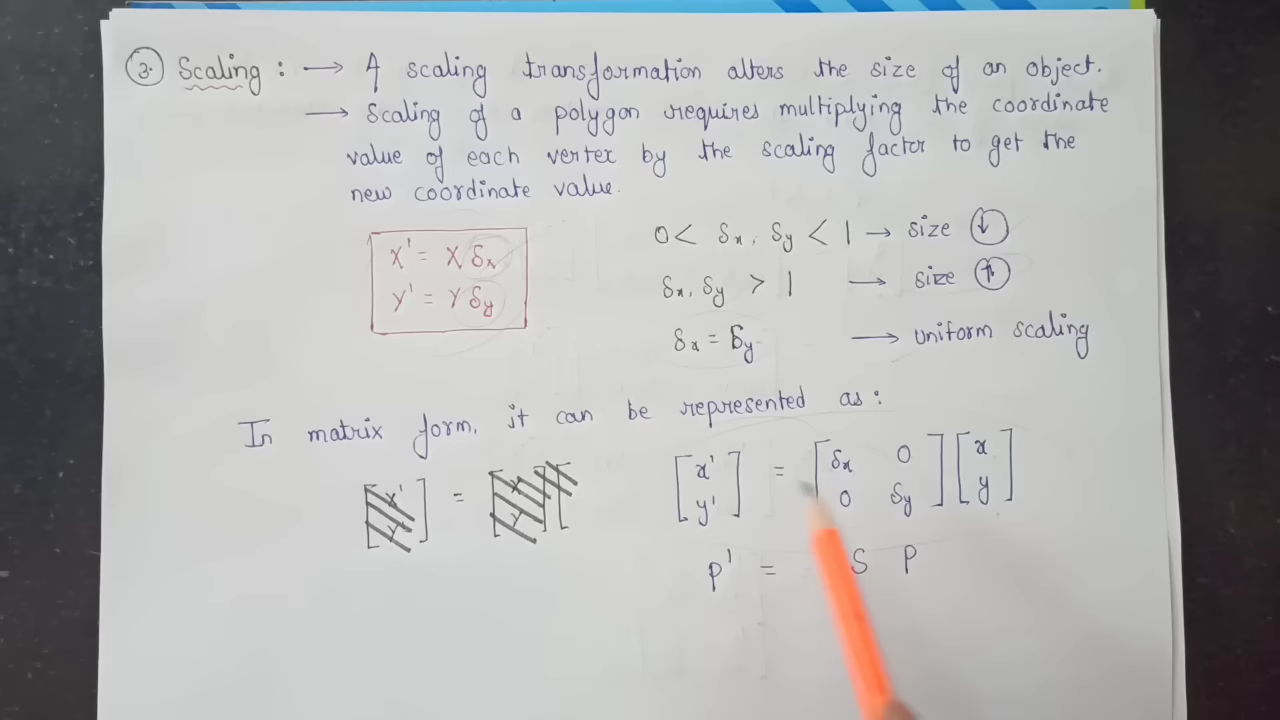 3. Scaling : → A scaling transformation alters the size of an object.
→ Scaling of a polygon requires multiplying the coordinate
value of each vertex by the scaling factor to get the
new coordinate value.
X' = X Sx
Y' = Y Sy
0 < Sx, Sy < 1 → size ↓
Sx, Sy > 1 → size ↑
Sx = Sy → uniform scaling
In matrix form, it can be represented as :
[x' y'] = [Sx 0 0 Sy] [x y]
P' = S P